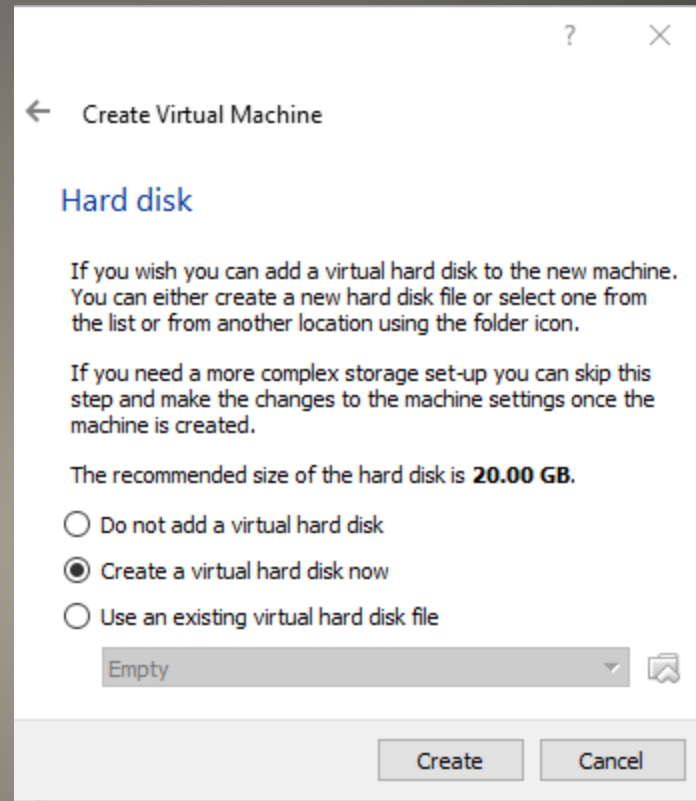 ?
Create Virtual Machine
Hard disk
If you wish you can add a virtual hard disk to the new machine.
You can either create a new hard disk file or select one from
the list or from another location using the folder icon.
If you need a more complex storage set-up you can skip this
step and make the changes to the machine settings once the
machine is created.
The recommended size of the hard disk is 20.00 GB.
Do not add a virtual hard disk
Create a virtual hard disk now
Use an existing virtual hard disk file
Empty
Create Cancel